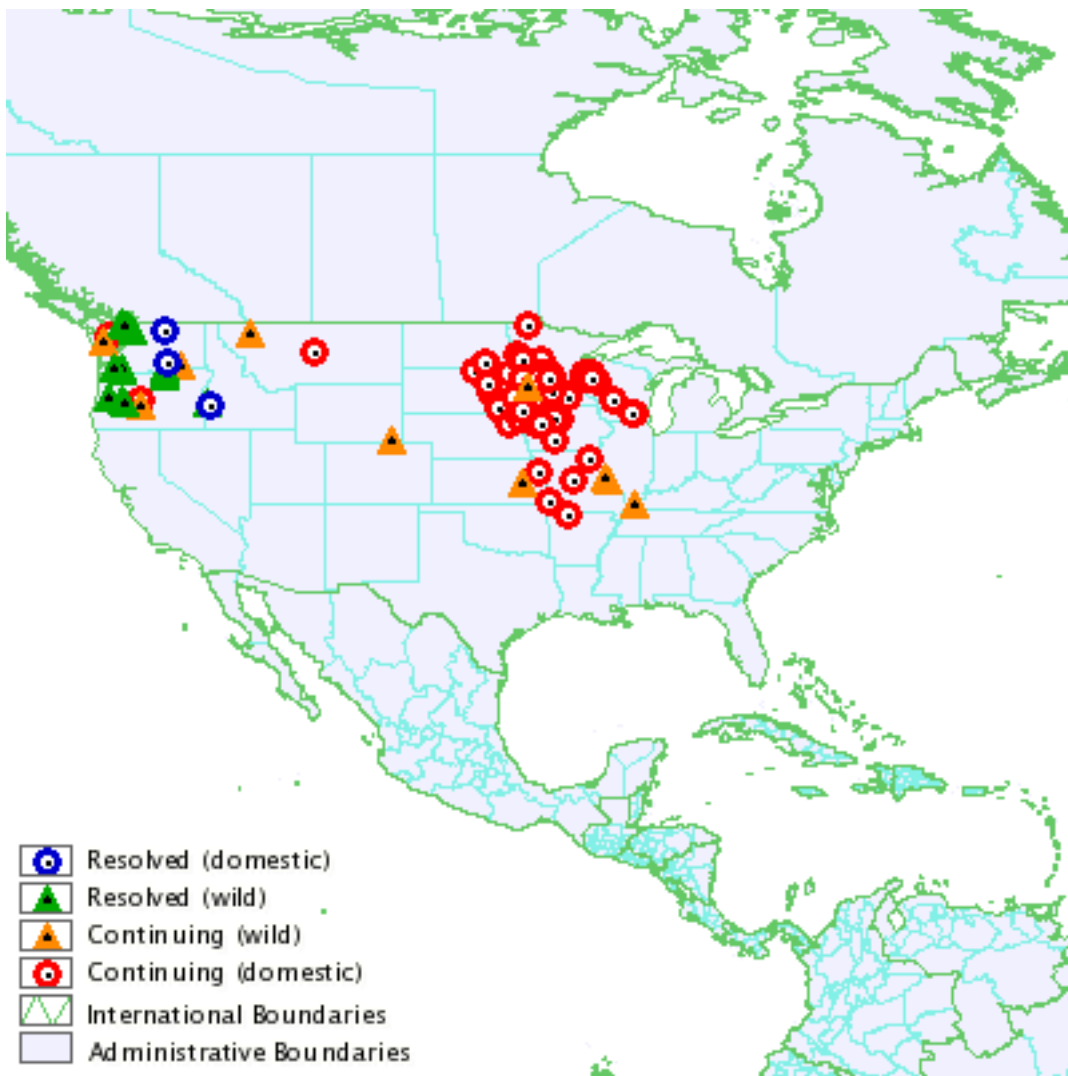 Resolved (domestic)
Resolved (wild)
Continuing (wild)
Continuing (domestic)
International Boundaries
Administrative Boundaries